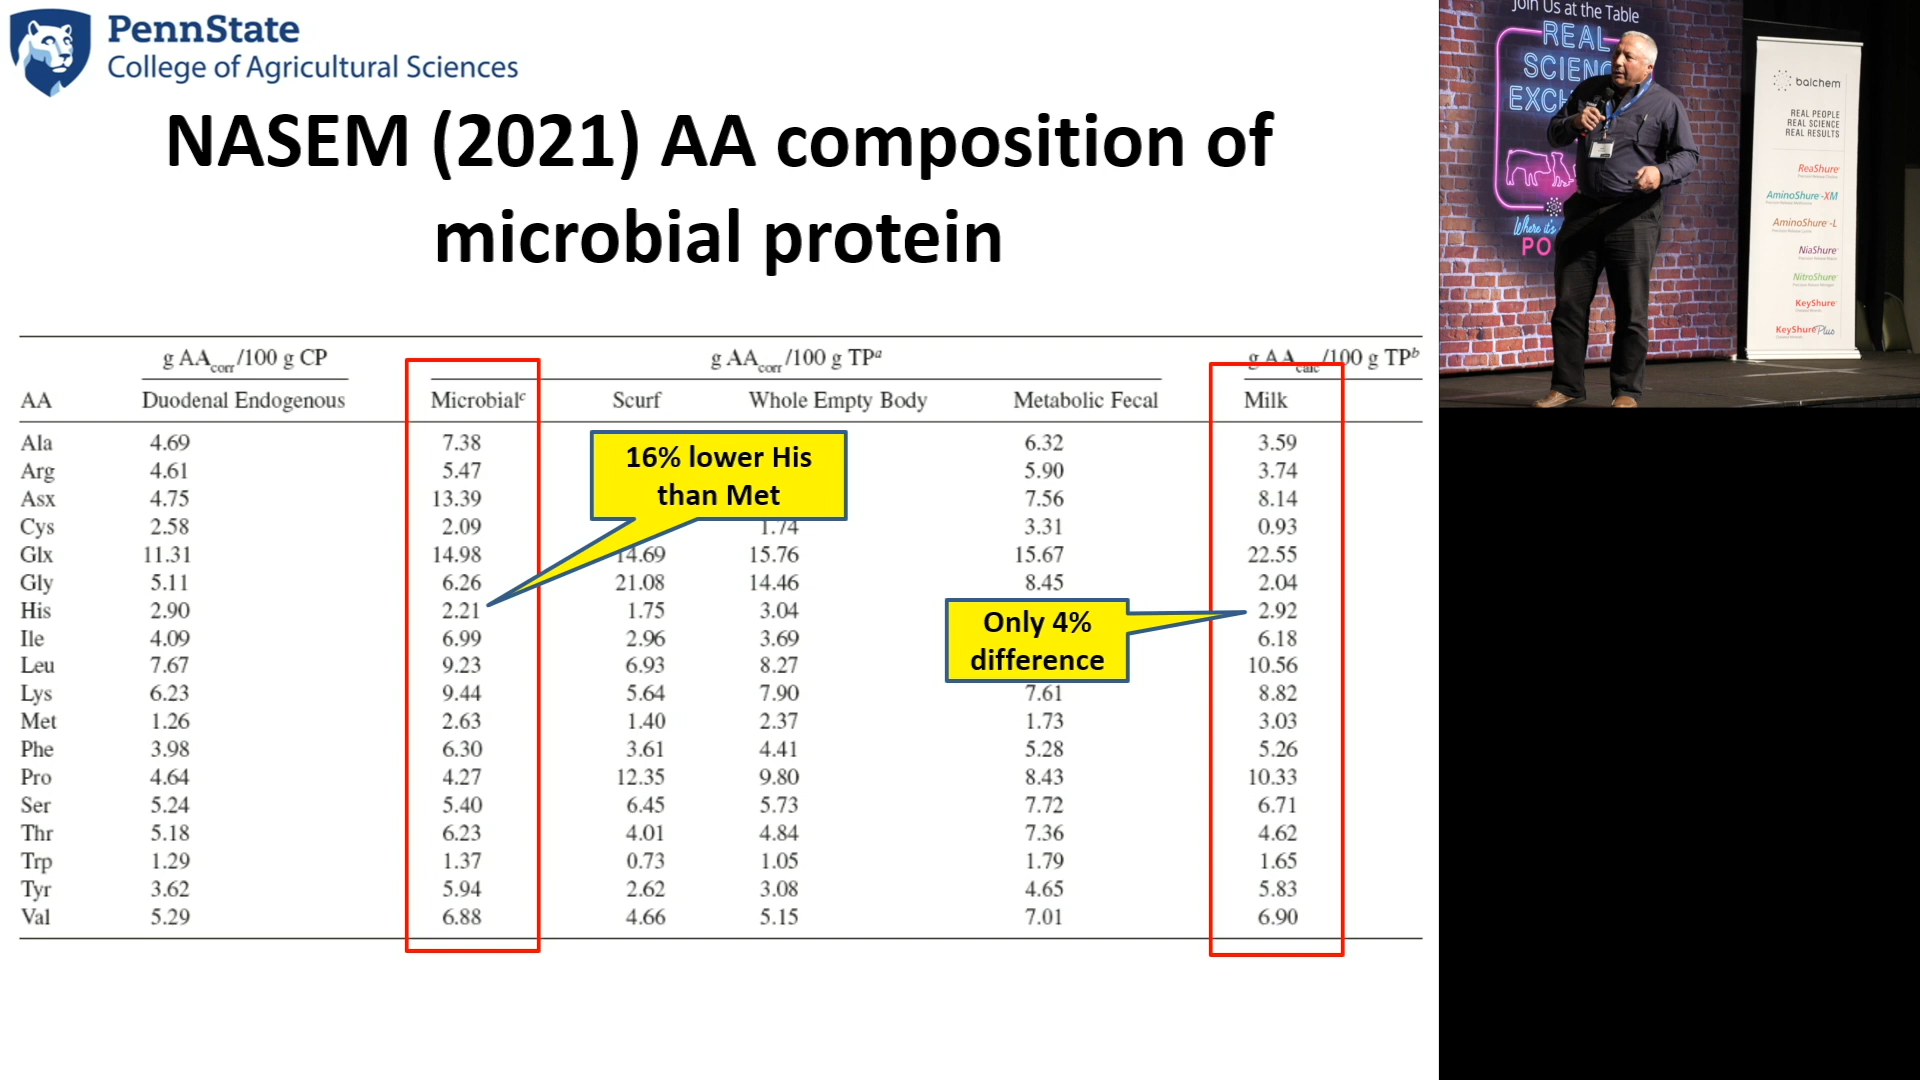 PennState
College of Agricultural Sciences
NASEM (2021) AA composition of
microbial protein
g AAcorr/100 g CP g AAcorr/100 g TPa g AAcalc/100 g TPb
AA Duodenal Endogenous Microbialc Scurf Whole Empty Body Metabolic Fecal Milk
Ala 4.69 7.38 6.32 3.59
Arg 4.61 5.47 5.90 3.74
Asx 4.75 13.39 7.56 8.14
Cys 2.58 2.09 1.74 3.31 0.93
Glx 11.31 14.98 14.69 15.76 15.67 22.55
Gly 5.11 6.26 21.08 14.46 8.45 2.04
His 2.90 2.21 1.75 3.04 2.92
Ile 4.09 6.99 2.96 3.69 6.18
Leu 7.67 9.23 6.93 8.27 10.56
Lys 6.23 9.44 5.64 7.90 7.61 8.82
Met 1.26 2.63 1.40 2.37 1.73 3.03
Phe 3.98 6.30 3.61 4.41 5.28 5.26
Pro 4.64 4.27 12.35 9.80 8.43 10.33
Ser 5.24 5.40 6.45 5.73 7.72 6.71
Thr 5.18 6.23 4.01 4.84 7.36 4.62
Trp 1.29 1.37 0.73 1.05 1.79 1.65
Tyr 3.62 5.94 2.62 3.08 4.65 5.83
Val 5.29 6.88 4.66 5.15 7.01 6.90
16% lower His
than Met
Only 4%
difference
Join Us at the Table
REAL
SCIENC
EXCH
Where it's
PO
balchem
REAL PEOPLE
REAL SCIENCE
REAL RESULTS
ReaShure
AminoShure-XM
AminoShure-L
NiaShure
NitroShure
KeyShure
KeyShure Plus